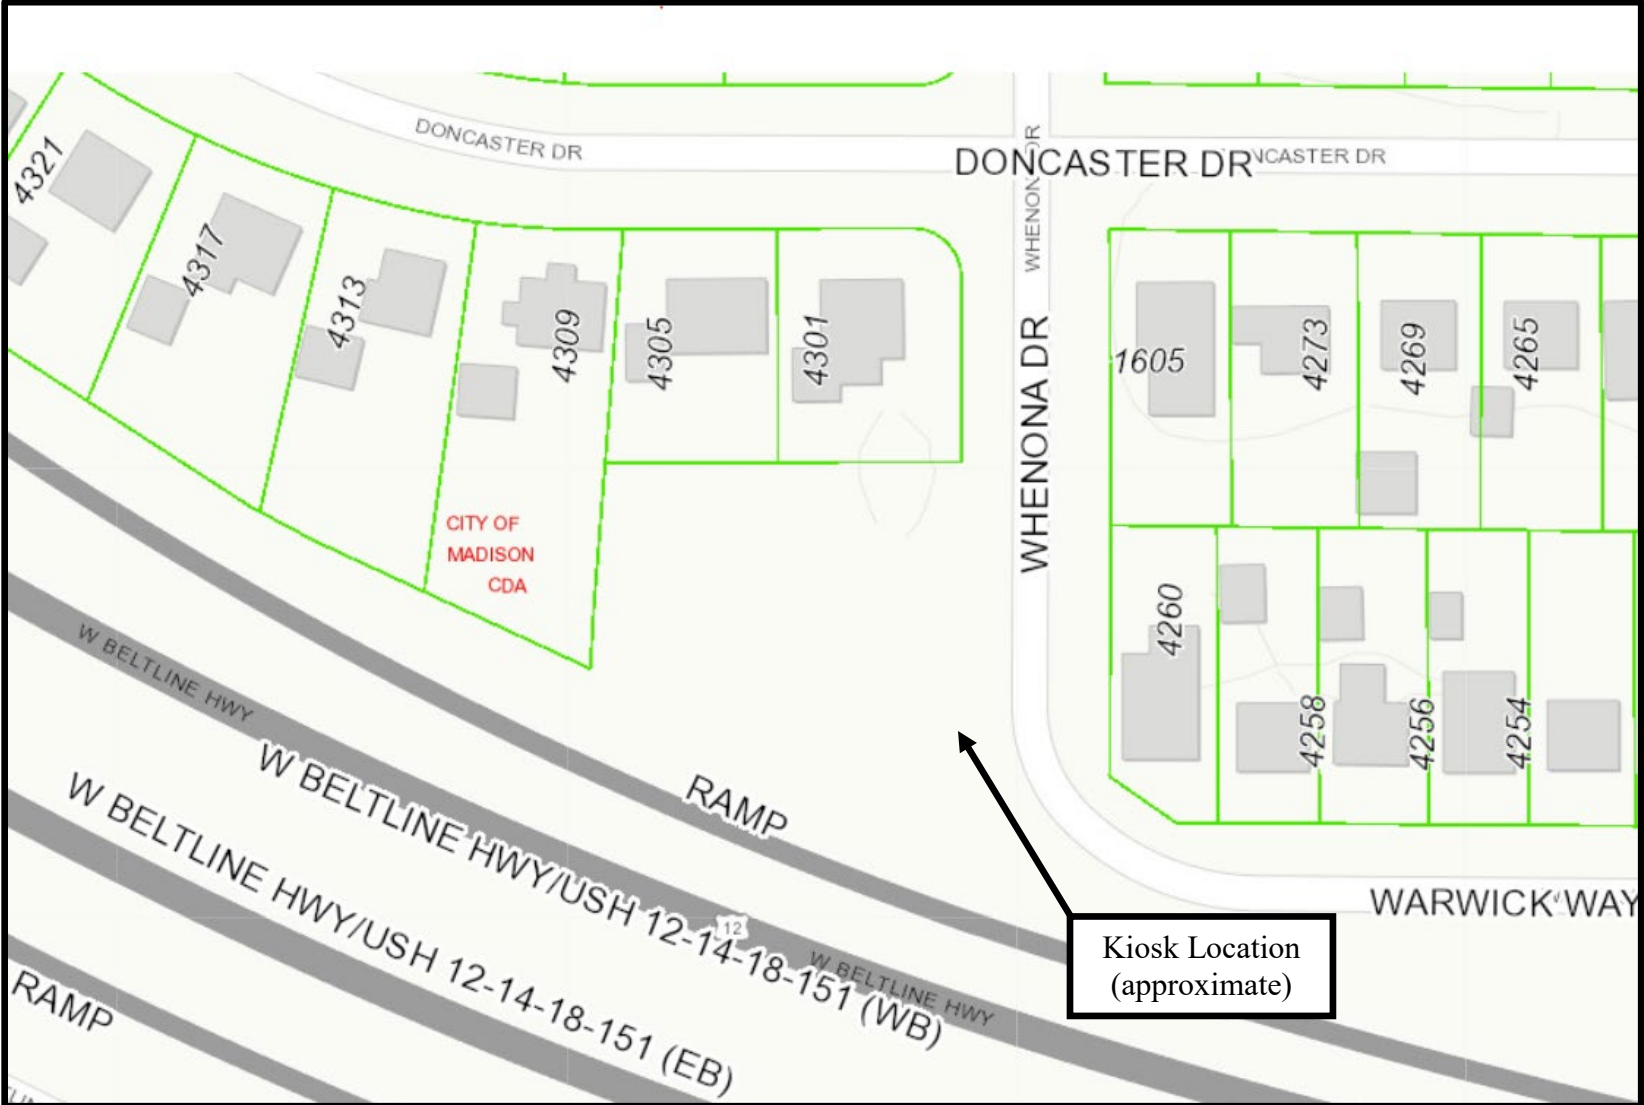 DONCASTER DR
DONCASTER DR
NCASTER DR
WHENONA DR
4321
4317
4313
4309
4305
4301
1605
4273
4269
4265
WHENONA DR
CITY OF
MADISON
CDA
4260
4258
4256
4254
W BELTLINE HWY
W BELTLINE HWY/USH 12-14-18-151 (WB)
RAMP
W BELTLINE HWY/USH 12-14-18-151 (EB)
12
W BELTLINE HWY
WARWICK WAY
Kiosk Location
(approximate)
RAMP